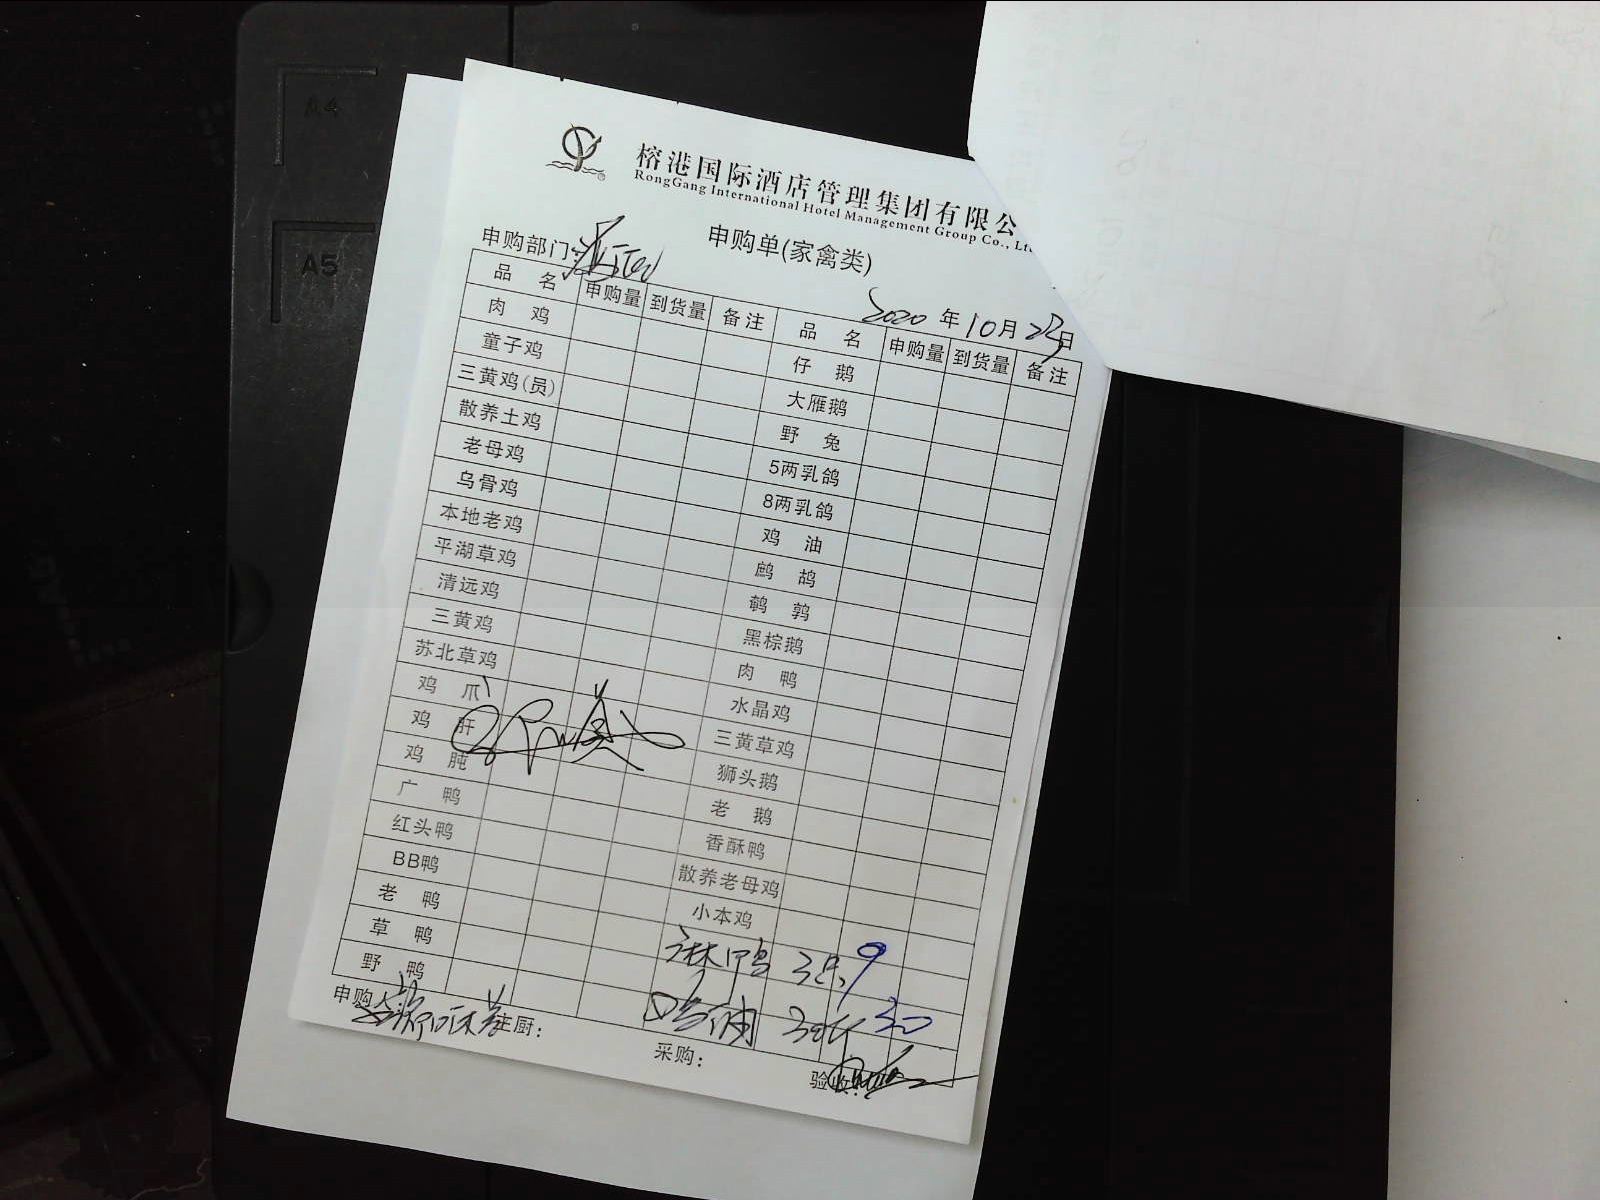 A4
A5
榕港国际酒店管理集团有限公
RongGang International Hotel Management Group Co., Lt
申购单(家禽类)
申购部门:
2020 年 10 月 日
品 名 申购量 到货量 备注 品 名 申购量 到货量 备注
肉 鸡 仔 鹅
童子鸡 大雁鹅
三黄鸡(员) 野 兔
散养土鸡 5两乳鸽
老母鸡 8两乳鸽
乌骨鸡 鸡 油
本地老鸡 鹧 鸪
平湖草鸡 鹌 鹑
清远鸡 黑棕鹅
三黄鸡 肉 鸭
苏北草鸡 水晶鸡
鸡 爪 三黄草鸡
鸡 肝 狮头鹅
鸡 肫 老 鹅
广 鸭 香酥鸭
红头鸭 散养老母鸡
BB鸭 小本鸡
老 鸭 鸭 3只 9
草 鸭 油 30
野 鸭
申购 主厨: 采购: 验收: